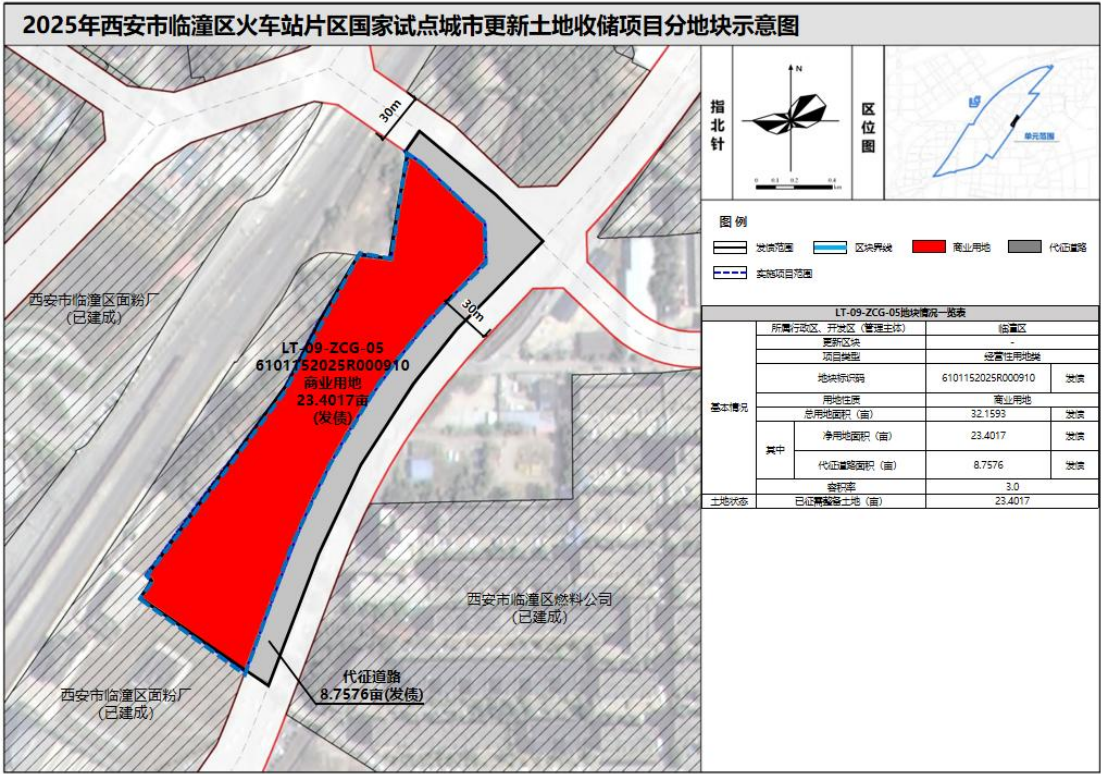 2025年西安市临潼区火车站片区国家试点城市更新土地收储项目分地块示意图
30m
30m
西安市临潼区面粉厂
(已建成)
LT-09-ZCG-05
6101152025R000910
商业用地
23.4017亩
(发债)
西安市临潼区燃料公司
(已建成)
代征道路
8.7576亩(发债)
西安市临潼区面粉厂
(已建成)
指北针
N
区位图
单元范围
图例
发债范围
区块界线
商业用地
代征道路
实施项目范围
LT-09-ZCG-05地块情况一览表
基本情况
所属行政区、开发区（管理主体） 临潼区
更新区块 -
项目类型 经营性用地类
地块标识码 6101152025R000910 发债
用地性质 商业用地
总用地面积（亩） 32.1593 发债
其中 净用地面积（亩） 23.4017 发债
代征道路面积（亩） 8.7576 发债
容积率 3.0
土地状态 已征需整备土地（亩） 23.4017